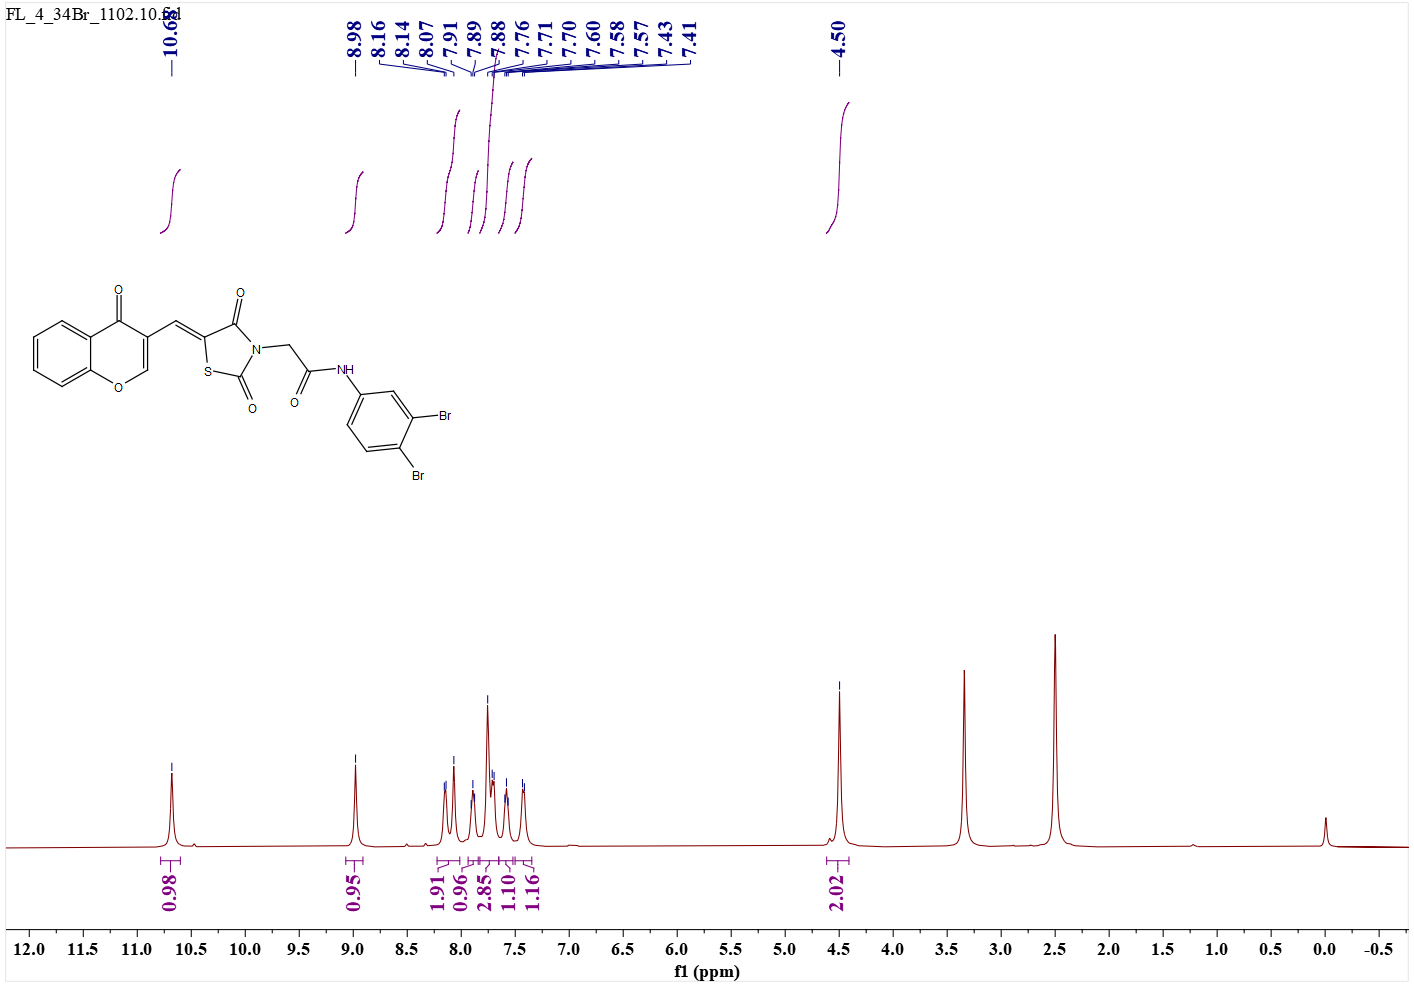 FL_4_34Br_1102.10.fid
10.68
8.98
8.16
8.14
8.07
7.91
7.89
7.88
7.76
7.71
7.70
7.60
7.58
7.57
7.43
7.41
4.50
O
O
N
S
O
O
O
NH
O
Br
Br
0.98
0.95
1.91
0.96
2.85
1.10
1.16
2.02
12.0 11.5 11.0 10.5 10.0 9.5 9.0 8.5 8.0 7.5 7.0 6.5 6.0 5.5 5.0 4.5 4.0 3.5 3.0 2.5 2.0 1.5 1.0 0.5 0.0 -0.5
f1 (ppm)